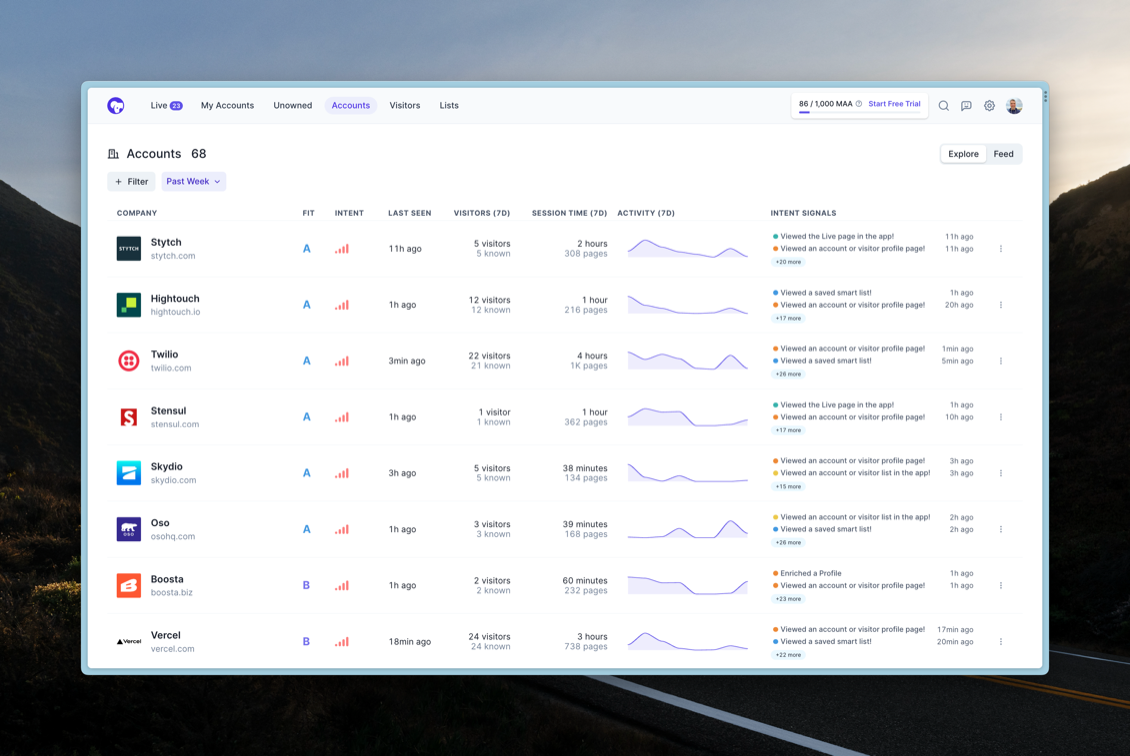 Live 23 My Accounts Unowned Accounts Visitors Lists 86 / 1,000 MAA Start Free Trial
Accounts 68 Explore Feed
+ Filter Past Week
COMPANY FIT INTENT LAST SEEN VISITORS (7D) SESSION TIME (7D) ACTIVITY (7D) INTENT SIGNALS
STYTCH Stytch A 11h ago 5 visitors 2 hours Viewed the Live page in the app! 11h ago
stytch.com 5 known 308 pages Viewed an account or visitor profile page! 11h ago
+20 more
Hightouch A 1h ago 12 visitors 1 hour Viewed a saved smart list! 1h ago
hightouch.io 12 known 216 pages Viewed an account or visitor profile page! 20h ago
+17 more
Twilio A 3min ago 22 visitors 4 hours Viewed an account or visitor profile page! 1min ago
twilio.com 21 known 1K pages Viewed a saved smart list! 5min ago
+26 more
S Stensul A 1h ago 1 visitor 1 hour Viewed the Live page in the app! 1h ago
stensul.com 1 known 362 pages Viewed an account or visitor profile page! 10h ago
+17 more
Skydio A 3h ago 5 visitors 38 minutes Viewed an account or visitor profile page! 3h ago
skydio.com 5 known 134 pages Viewed an account or visitor list in the app! 3h ago
+15 more
OSO Oso A 1h ago 3 visitors 39 minutes Viewed an account or visitor list in the app! 2h ago
osohq.com 3 known 168 pages Viewed a saved smart list! 2h ago
+26 more
B Boosta B 1h ago 2 visitors 60 minutes Enriched a Profile 1h ago
boosta.biz 2 known 232 pages Viewed an account or visitor profile page! 1h ago
+23 more
Vercel Vercel B 18min ago 24 visitors 3 hours Viewed an account or visitor profile page! 17min ago
vercel.com 24 known 738 pages Viewed a saved smart list! 20min ago
+22 more